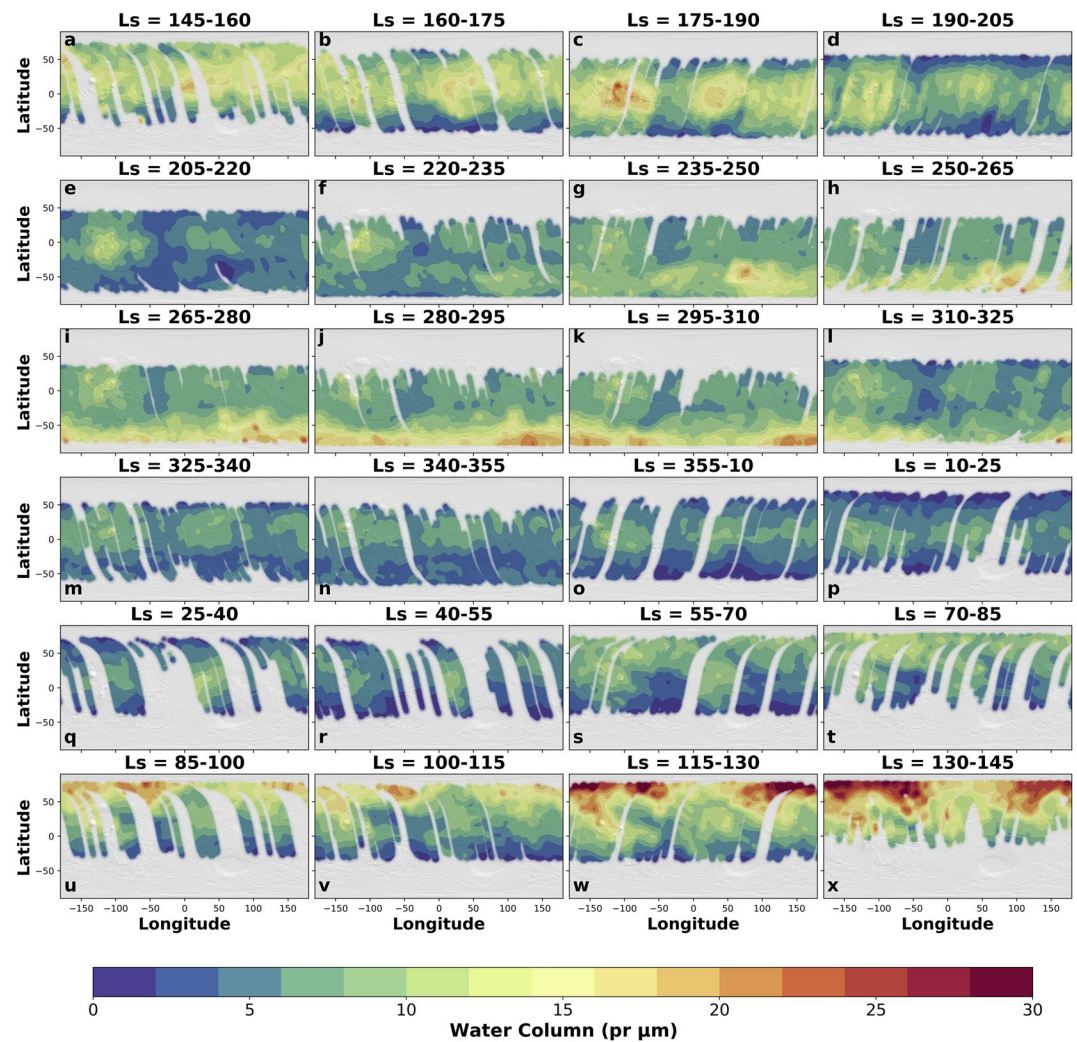 Ls = 145-160 Ls = 160-175 Ls = 175-190 Ls = 190-205
a b c d
50
0
−50
Latitude
Ls = 205-220 Ls = 220-235 Ls = 235-250 Ls = 250-265
e f g h
50
0
−50
Latitude
Ls = 265-280 Ls = 280-295 Ls = 295-310 Ls = 310-325
i j k l
50
0
−50
Latitude
Ls = 325-340 Ls = 340-355 Ls = 355-10 Ls = 10-25
50
0
−50
Latitude
m n o p
Ls = 25-40 Ls = 40-55 Ls = 55-70 Ls = 70-85
50
0
−50
Latitude
q r s t
Ls = 85-100 Ls = 100-115 Ls = 115-130 Ls = 130-145
50
0
−50
Latitude
u v w x
−150 −100 −50 0 50 100 150 −150 −100 −50 0 50 100 150 −150 −100 −50 0 50 100 150 −150 −100 −50 0 50 100 150
Longitude Longitude Longitude Longitude
0 5 10 15 20 25 30
Water Column (pr μm)